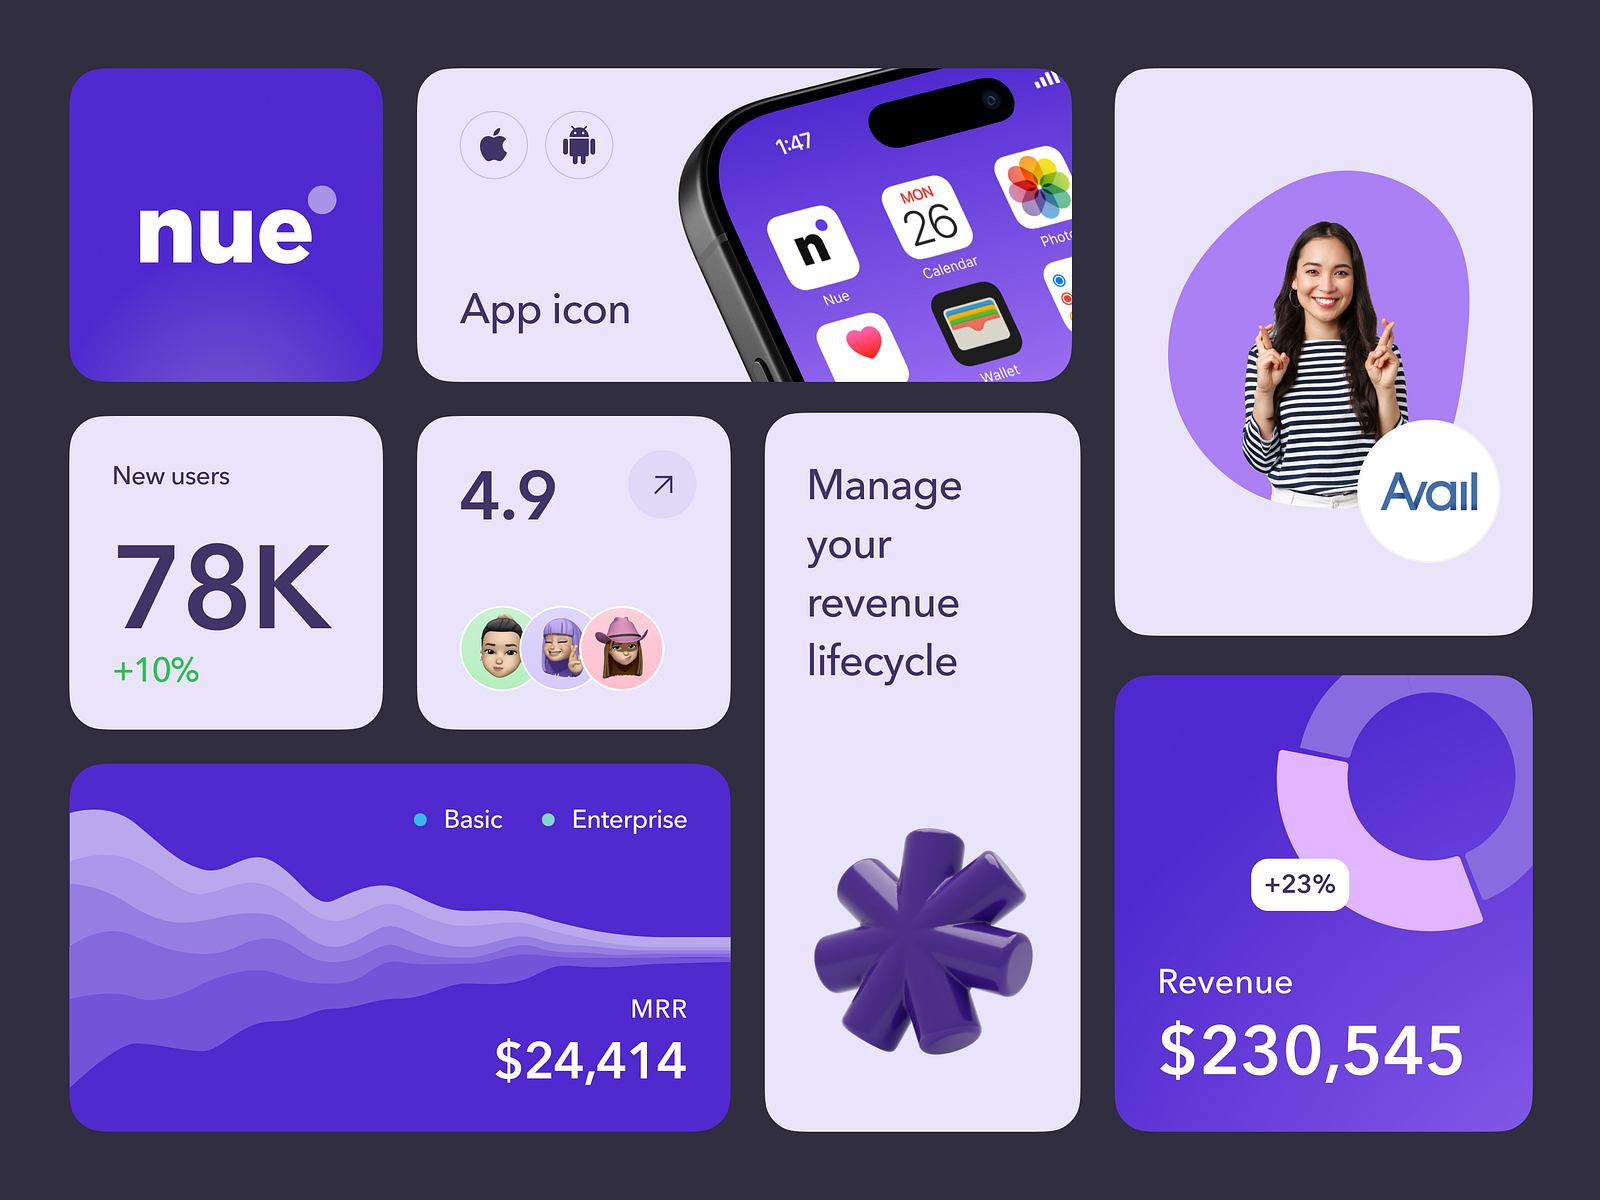 nue
App icon
1:47
MON
26
n
Nue
Calendar
Photo
Wallet
Avail
New users
78K
+10%
4.9
Manage
your
revenue
lifecycle
Basic
Enterprise
MRR
$24,414
+23%
Revenue
$230,545